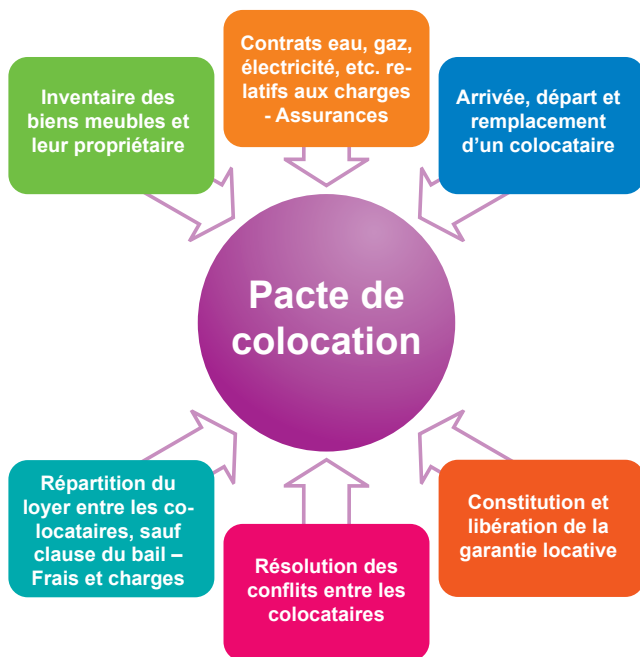 Contrats eau, gaz,
électricité, etc. re-
latifs aux charges
- Assurances
Inventaire des
biens meubles et
leur propriétaire
Arrivée, départ et
remplacement
d’un colocataire
Pacte de
colocation
Répartition du
loyer entre les co-
locataires, sauf
clause du bail –
Frais et charges
Résolution des
conflits entre les
colocataires
Constitution et
libération de la
garantie locative